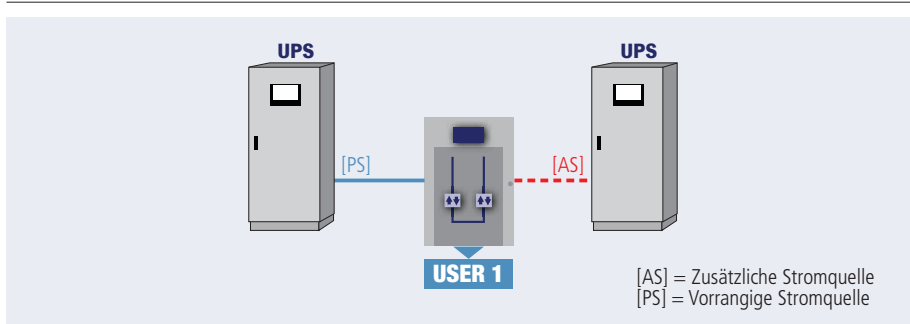 UPS
UPS
[PS]
[AS]
USER 1
[AS] = Zusätzliche Stromquelle
[PS] = Vorrangige Stromquelle